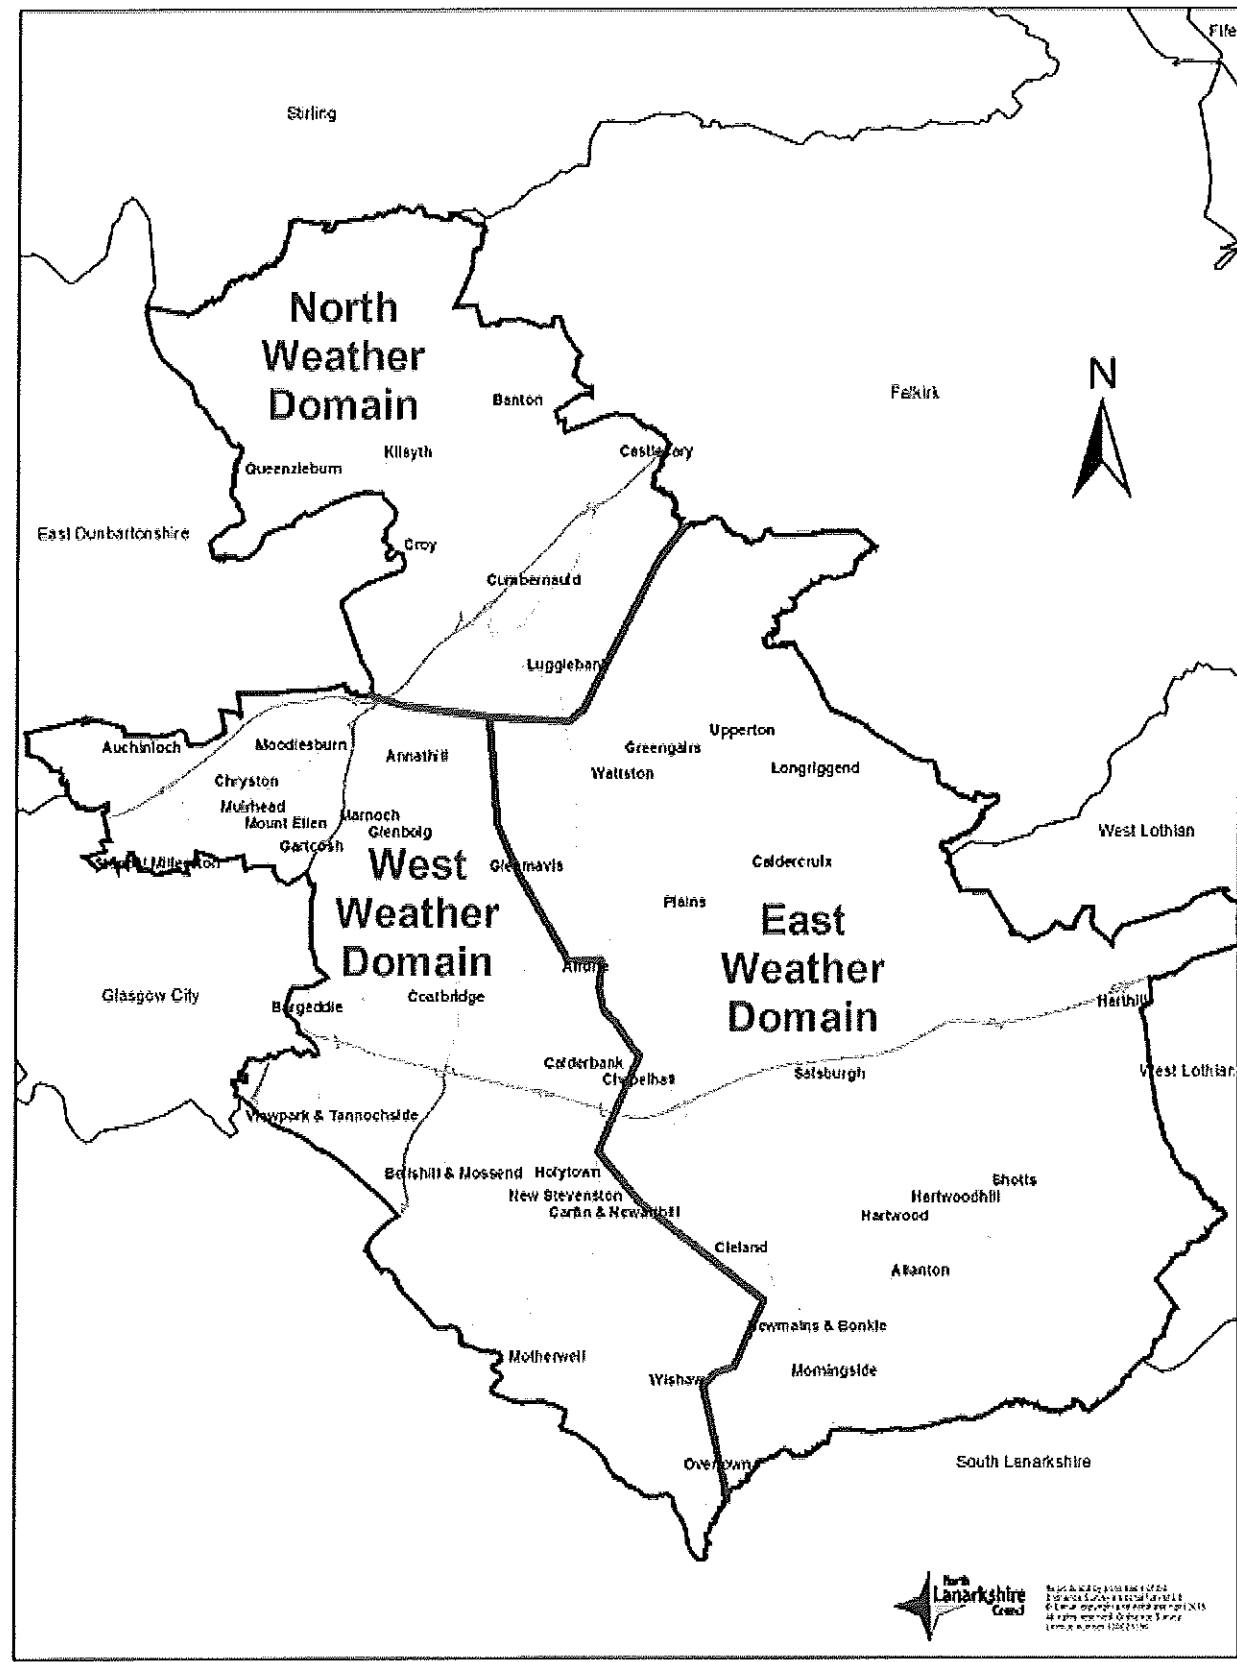 Fife
Stirling
North
Weather
Domain
N
Falkirk
Banton
Kilsyth
Castlecary
Queenzieburn
East Dunbartonshire
Croy
Cumbernauld
Luggiebank
Upperton
Auchinloch
Moodiesburn
Annathill
Greengairs
Wattston
Longriggend
Chryston
Muirhead
Mount Ellen
Marnoch
Glenboig
Gartcosh
West Lothian
West
Weather
Domain
Glenmavis
Caldercruix
Plains
East
Weather
Domain
Airdrie
Glasgow City
Bargeddie
Coatbridge
Harthill
Calderbank
Chapelhall
Salsburgh
West Lothian
Viewpark & Tannochside
Bellshill & Mossend
Holytown
New Stevenston
Carfin & Newarthill
Shotts
Hartwoodhill
Hartwood
Cleland
Allanton
Newmains & Bonkle
Motherwell
Wishaw
Morningside
Overtown
South Lanarkshire
North
Lanarkshire
Council